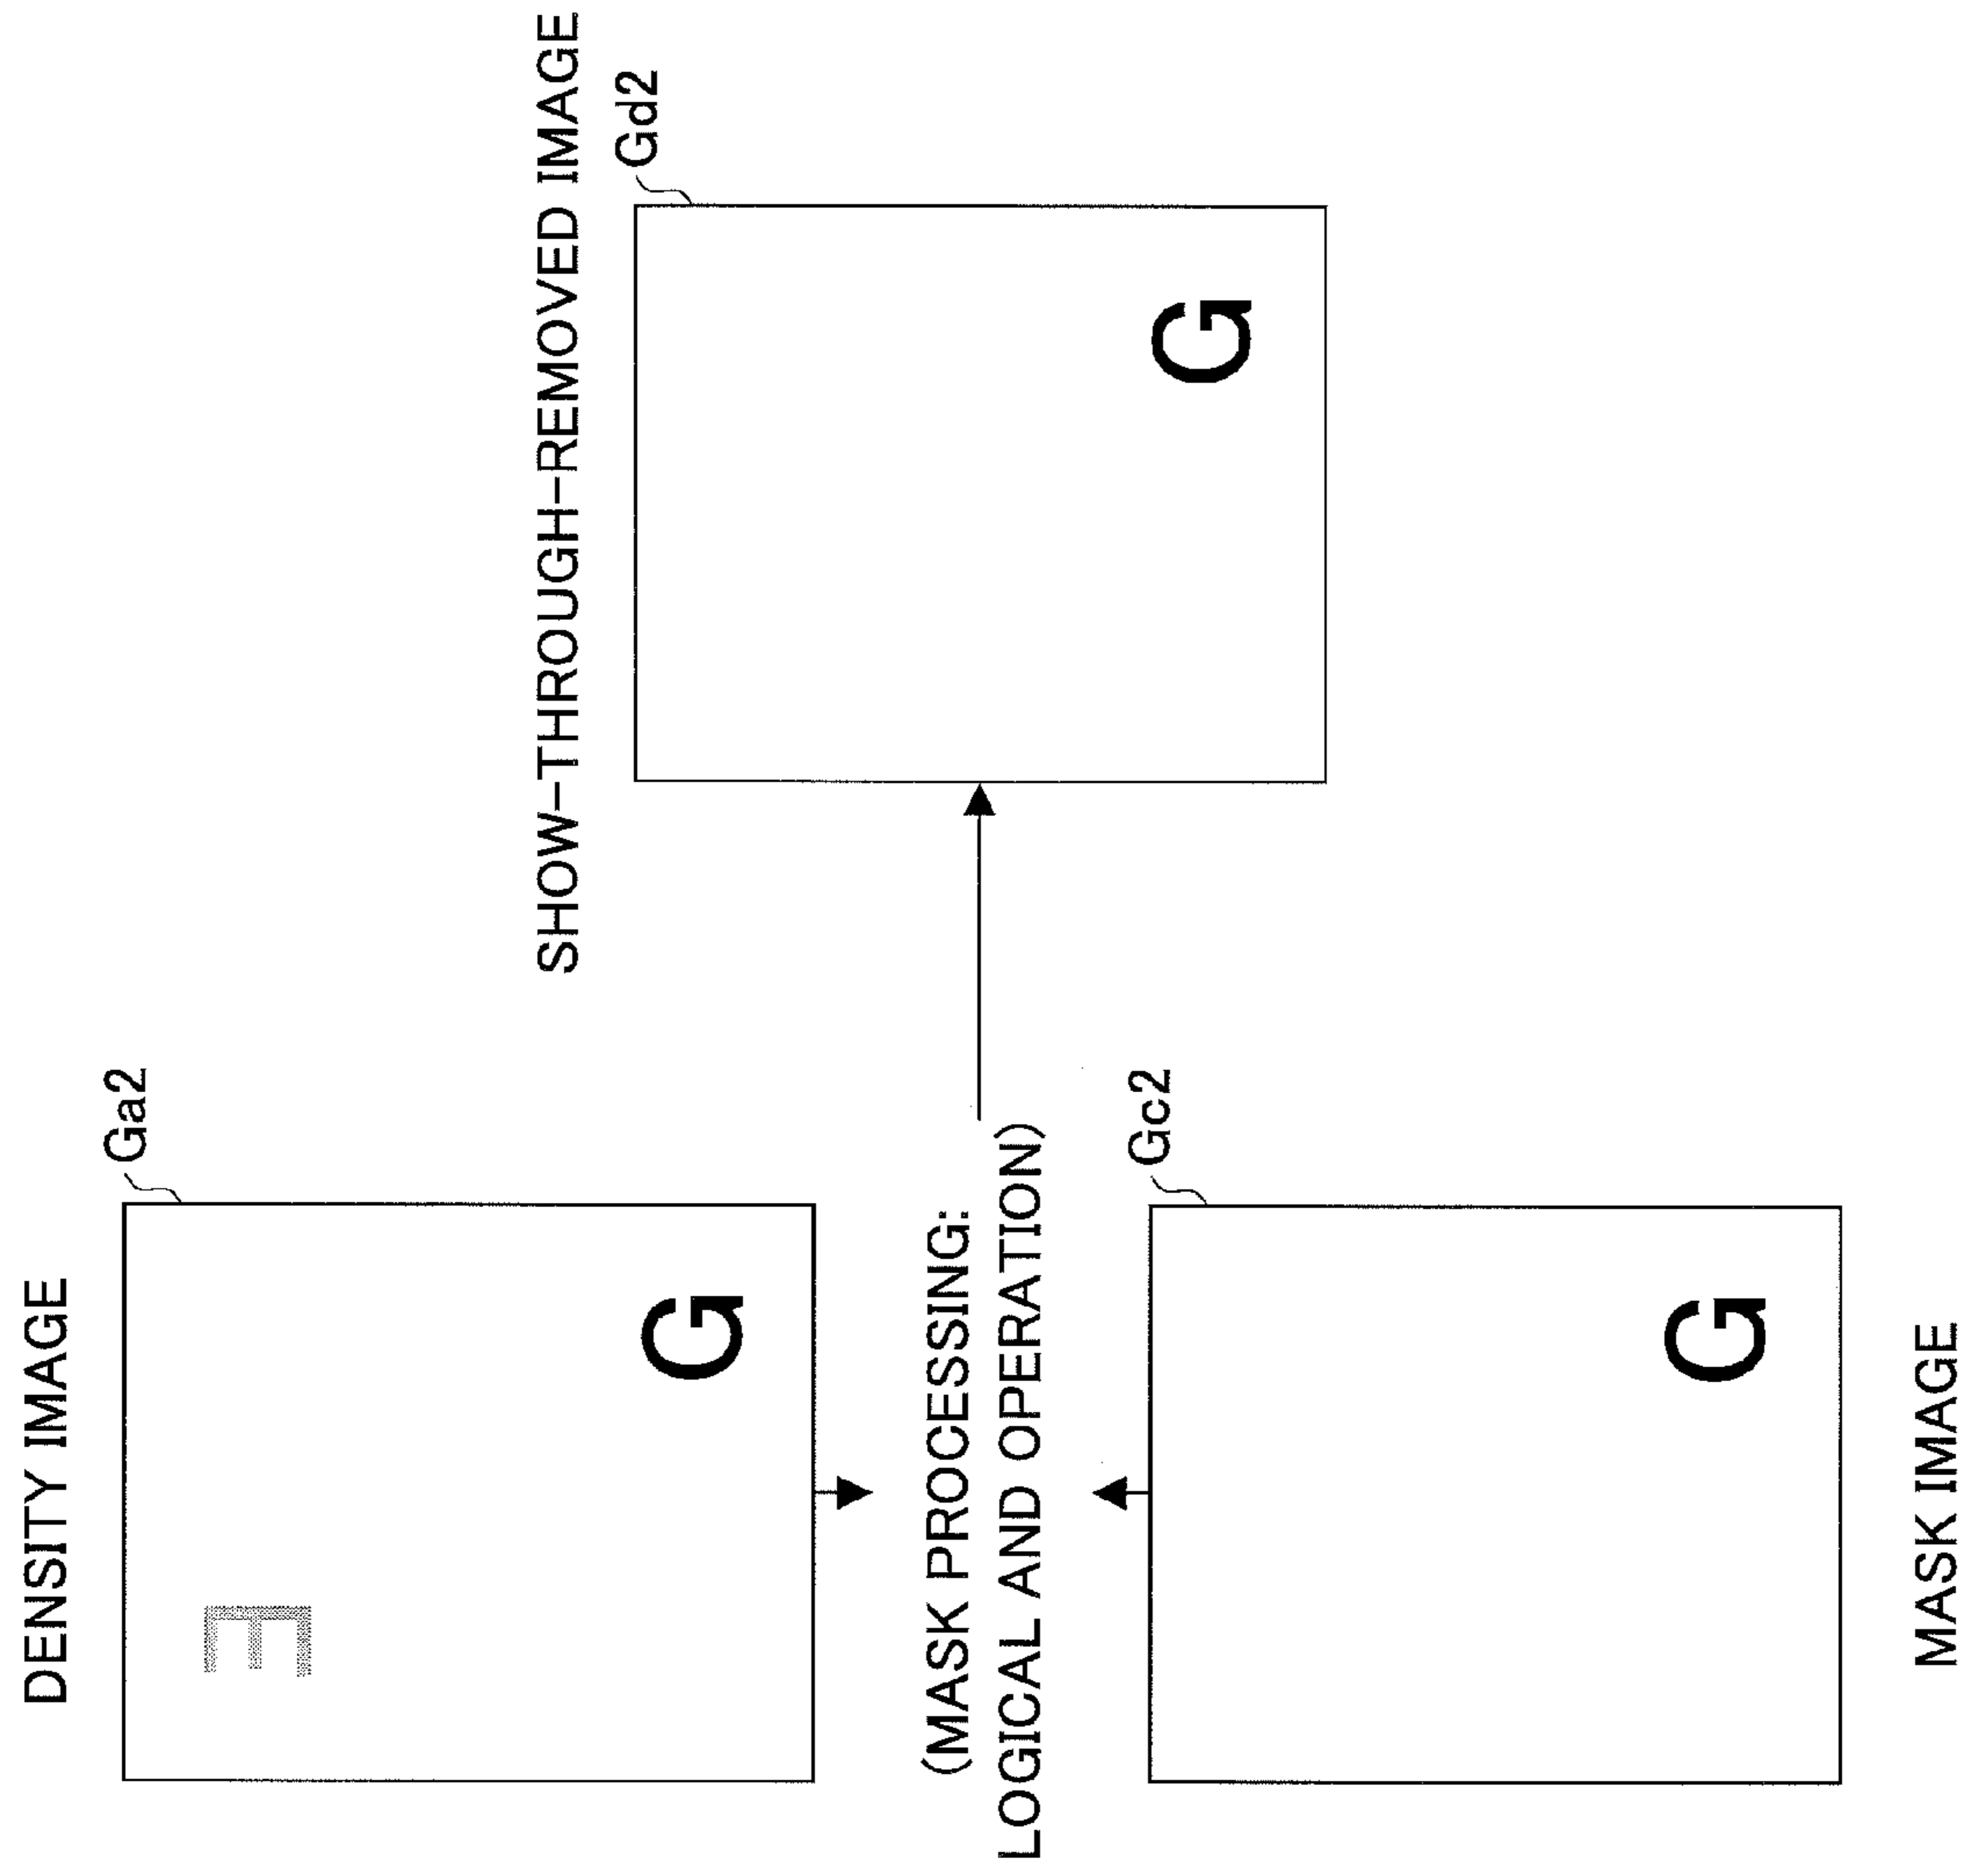 DENSITY IMAGE
Ga2
E
G
(MASK PROCESSING:
LOGICAL AND OPERATION)
Gc2
G
MASK IMAGE
SHOW-THROUGH-REMOVED IMAGE
Gd2
G